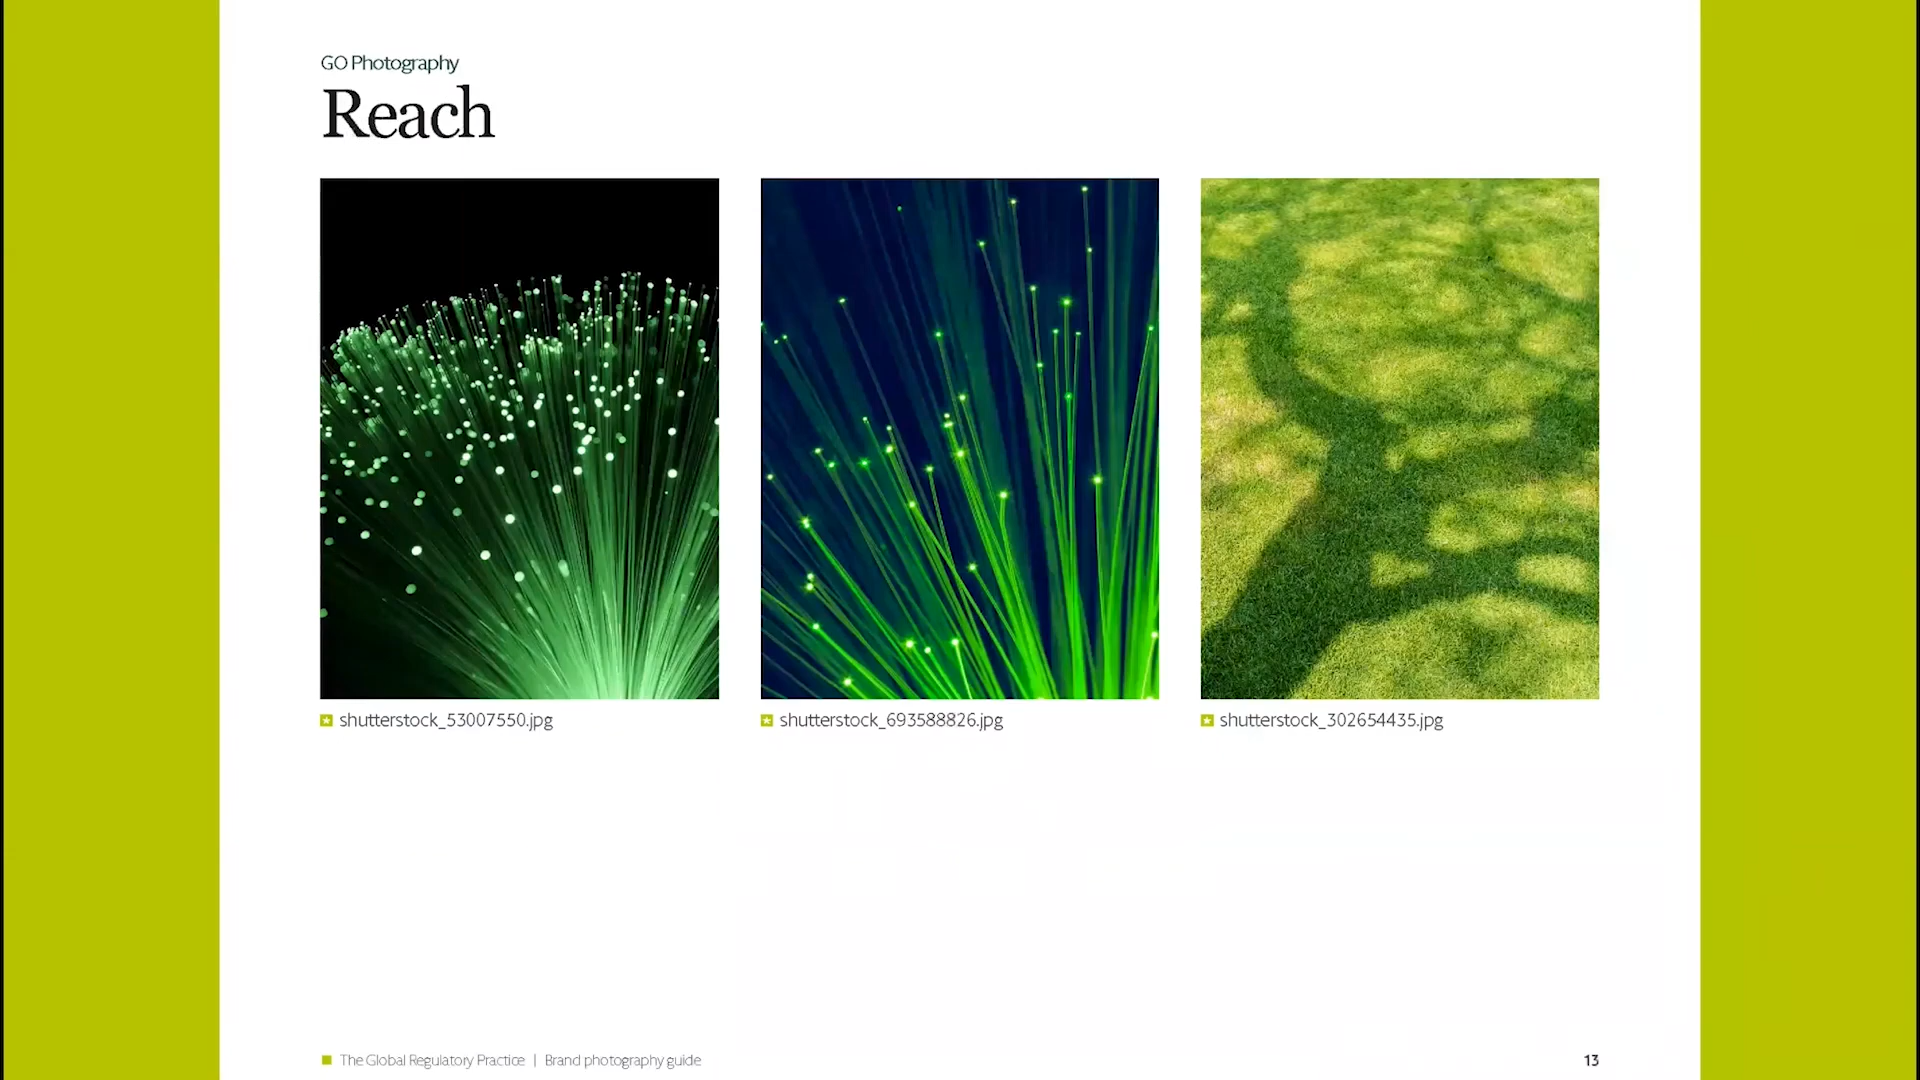 GO Photography
Reach
shutterstock_53007550.jpg
shutterstock_693588826.jpg
shutterstock_302654435.jpg
The Global Regulatory Practice | Brand photography guide
13